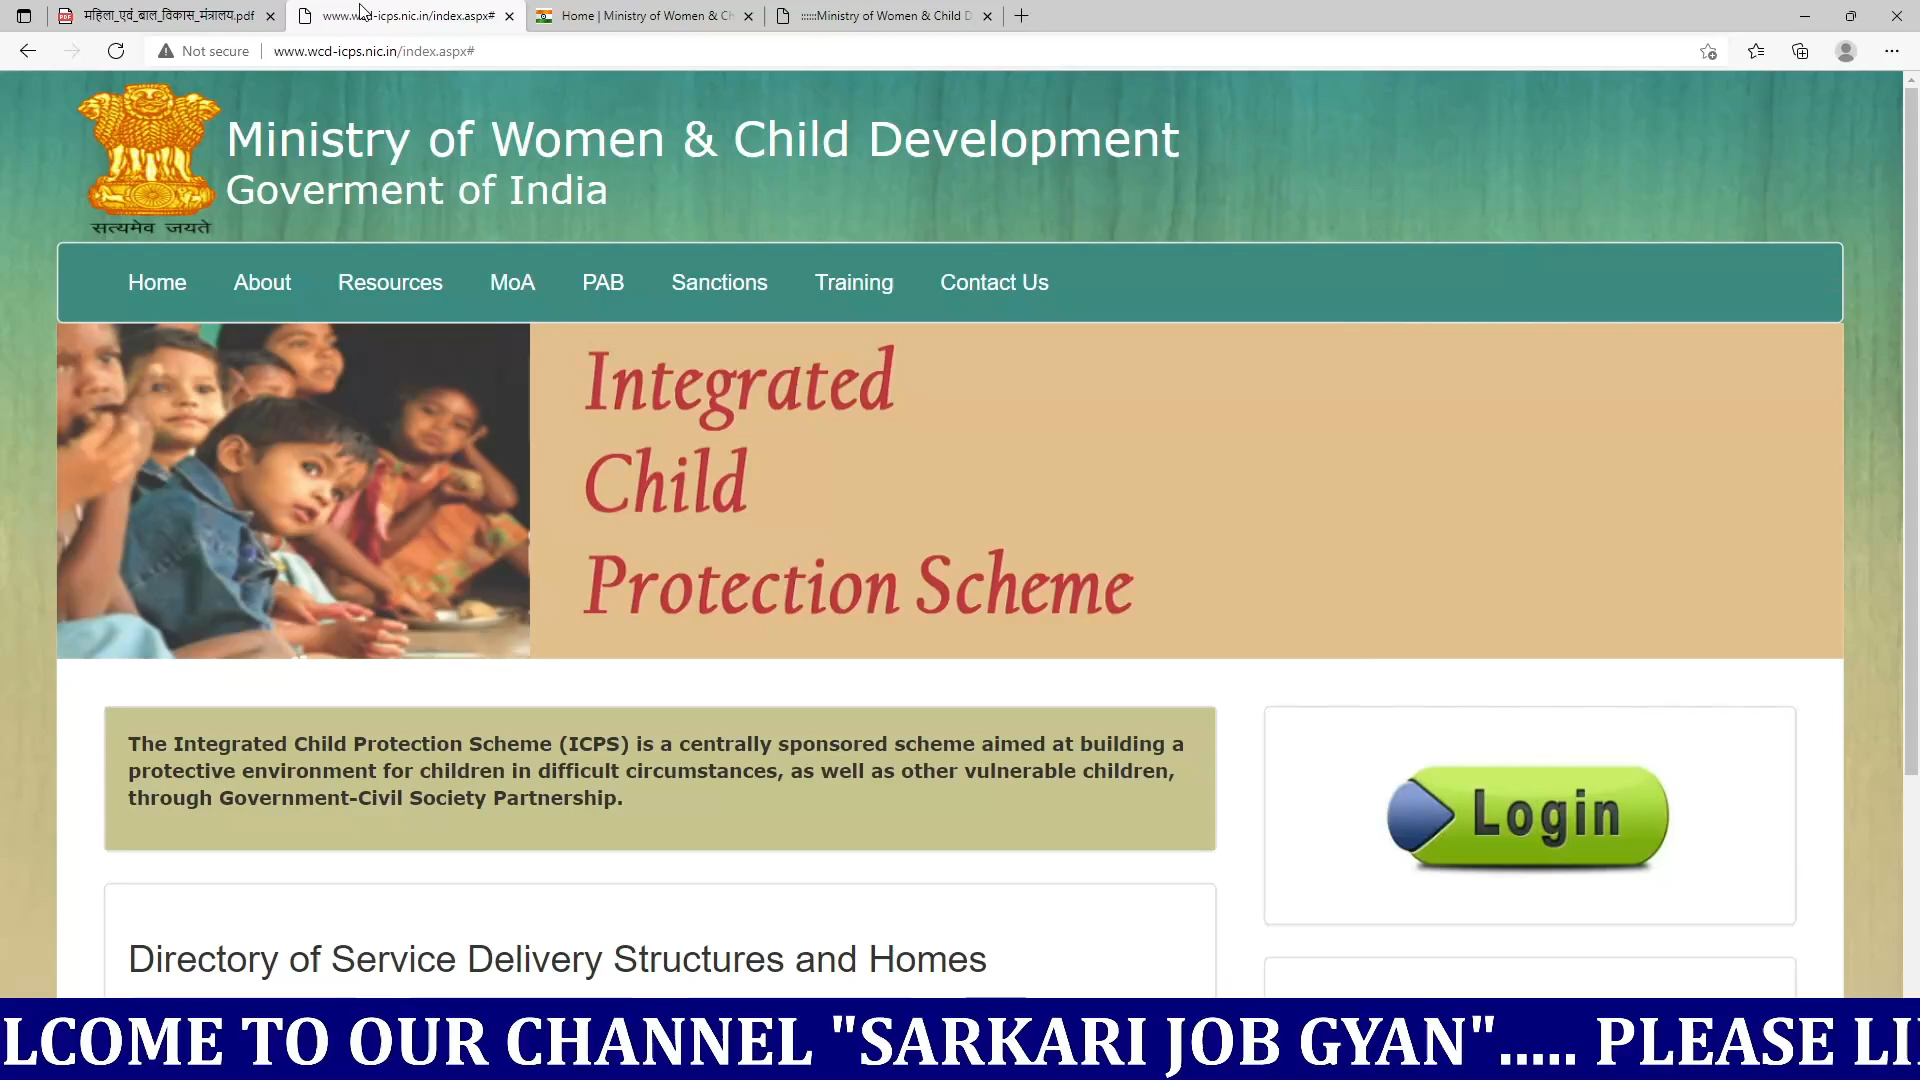 महिला_एवं_बाल_विकास_मंत्रालय.pdf
www.wcd-icps.nic.in/index.aspx#
Home | Ministry of Women & Ch
::::::Ministry of Women & Child D
Not secure
www.wcd-icps.nic.in/index.aspx#
Ministry of Women & Child Development
Goverment of India
सत्यमेव जयते
Home About Resources MoA PAB Sanctions Training Contact Us
Integrated
Child
Protection Scheme
The Integrated Child Protection Scheme (ICPS) is a centrally sponsored scheme aimed at building a
protective environment for children in difficult circumstances, as well as other vulnerable children,
through Government-Civil Society Partnership.
Login
Directory of Service Delivery Structures and Homes
LCOME TO OUR CHANNEL "SARKARI JOB GYAN"..... PLEASE LI